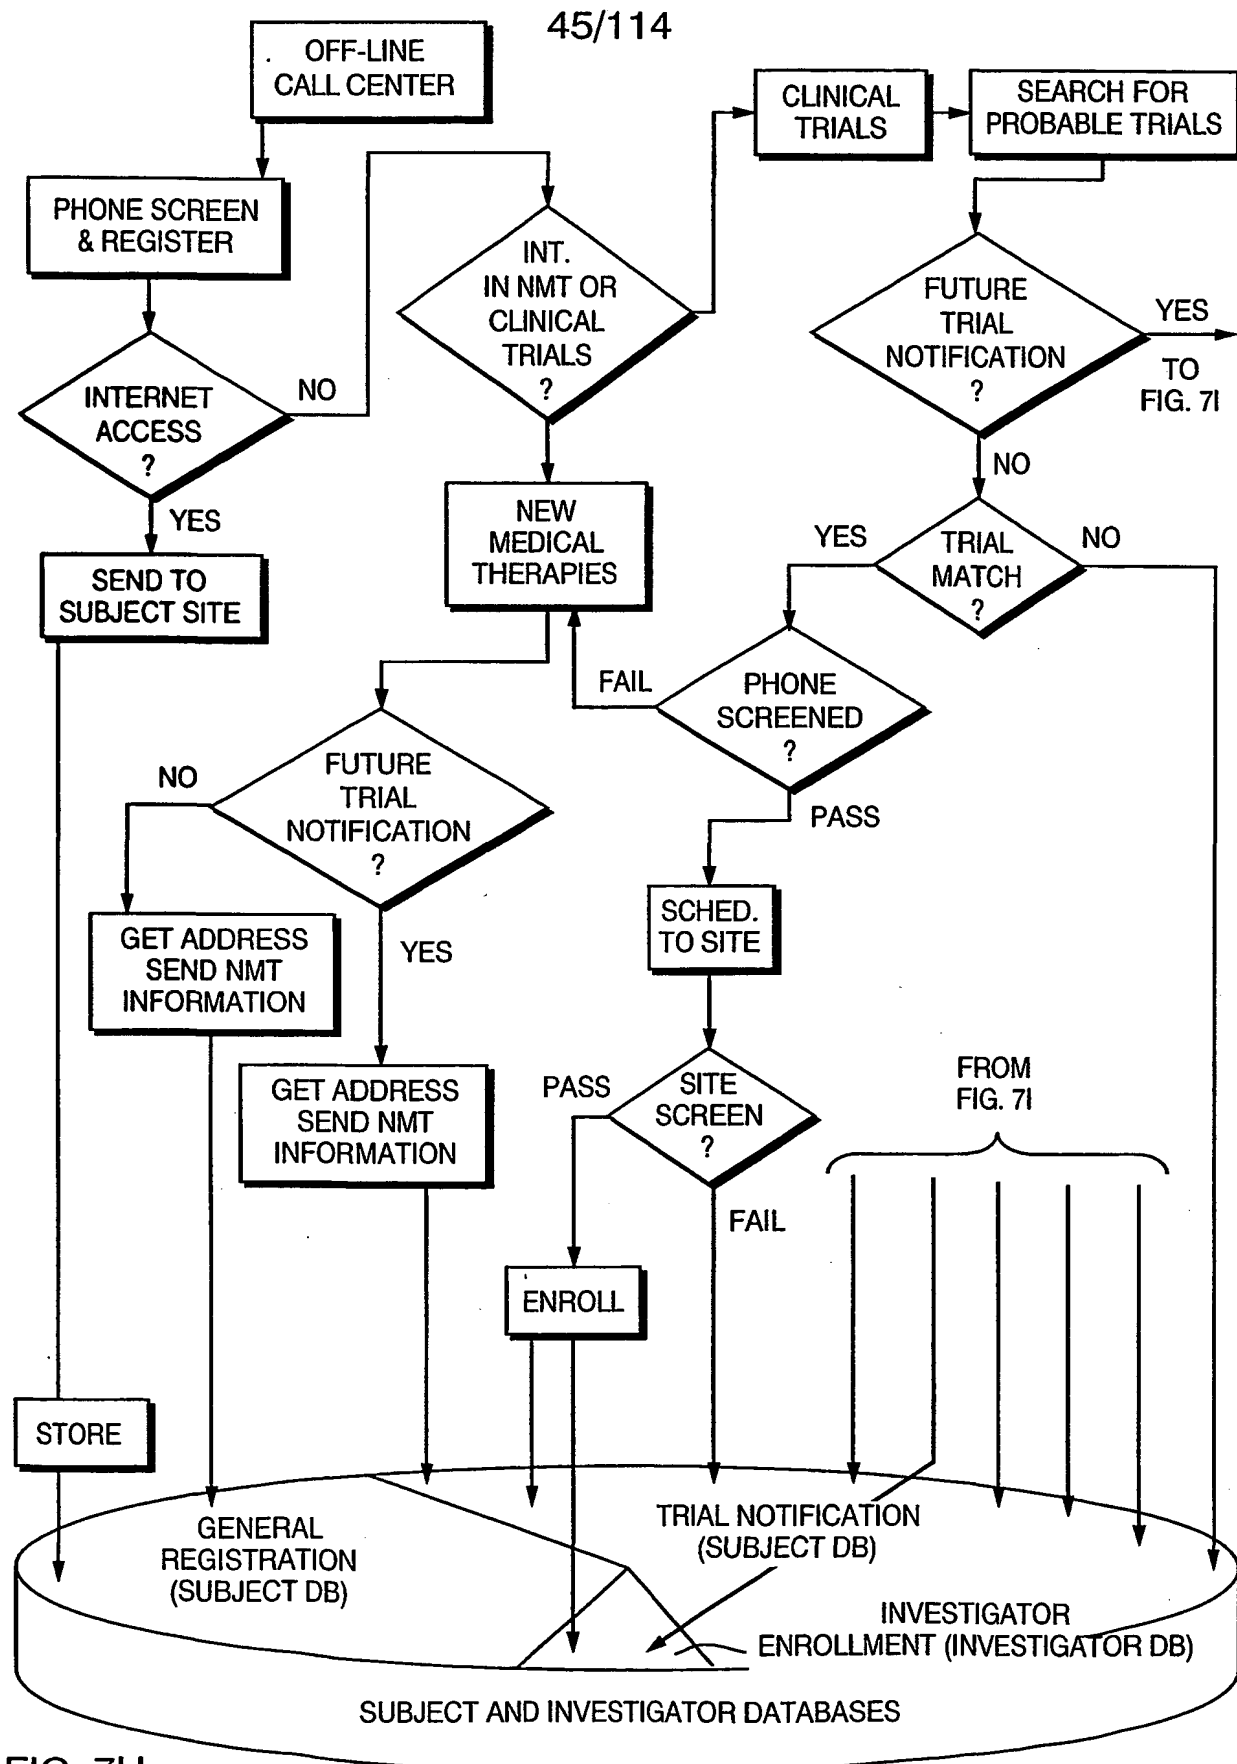 45/114
OFF-LINE
CALL CENTER
CLINICAL
TRIALS
SEARCH FOR
PROBABLE TRIALS
PHONE SCREEN
& REGISTER
INT.
IN NMT OR
CLINICAL
TRIALS
?
FUTURE
TRIAL
NOTIFICATION
?
YES
TO
FIG. 7I
INTERNET
ACCESS
?
NO
YES
NO
NEW
MEDICAL
THERAPIES
YES
TRIAL
MATCH
?
NO
SEND TO
SUBJECT SITE
FAIL
PHONE
SCREENED
?
PASS
NO
FUTURE
TRIAL
NOTIFICATION
?
YES
SCHED.
TO SITE
GET ADDRESS
SEND NMT
INFORMATION
GET ADDRESS
SEND NMT
INFORMATION
PASS
SITE
SCREEN
?
FAIL
FROM
FIG. 7I
ENROLL
STORE
GENERAL
REGISTRATION
(SUBJECT DB)
TRIAL NOTIFICATION
(SUBJECT DB)
INVESTIGATOR
ENROLLMENT (INVESTIGATOR DB)
SUBJECT AND INVESTIGATOR DATABASES
FIG. 7H